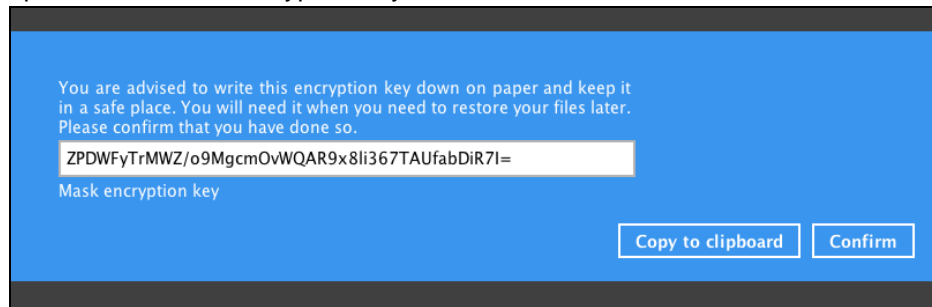 You are advised to write this encryption key down on paper and keep it
in a safe place. You will need it when you need to restore your files later.
Please confirm that you have done so.
ZPDWFyTrMWZ/o9MgcmOvWQAR9x8li367TAUfabDiR7I=
Mask encryption key
Copy to clipboard
Confirm